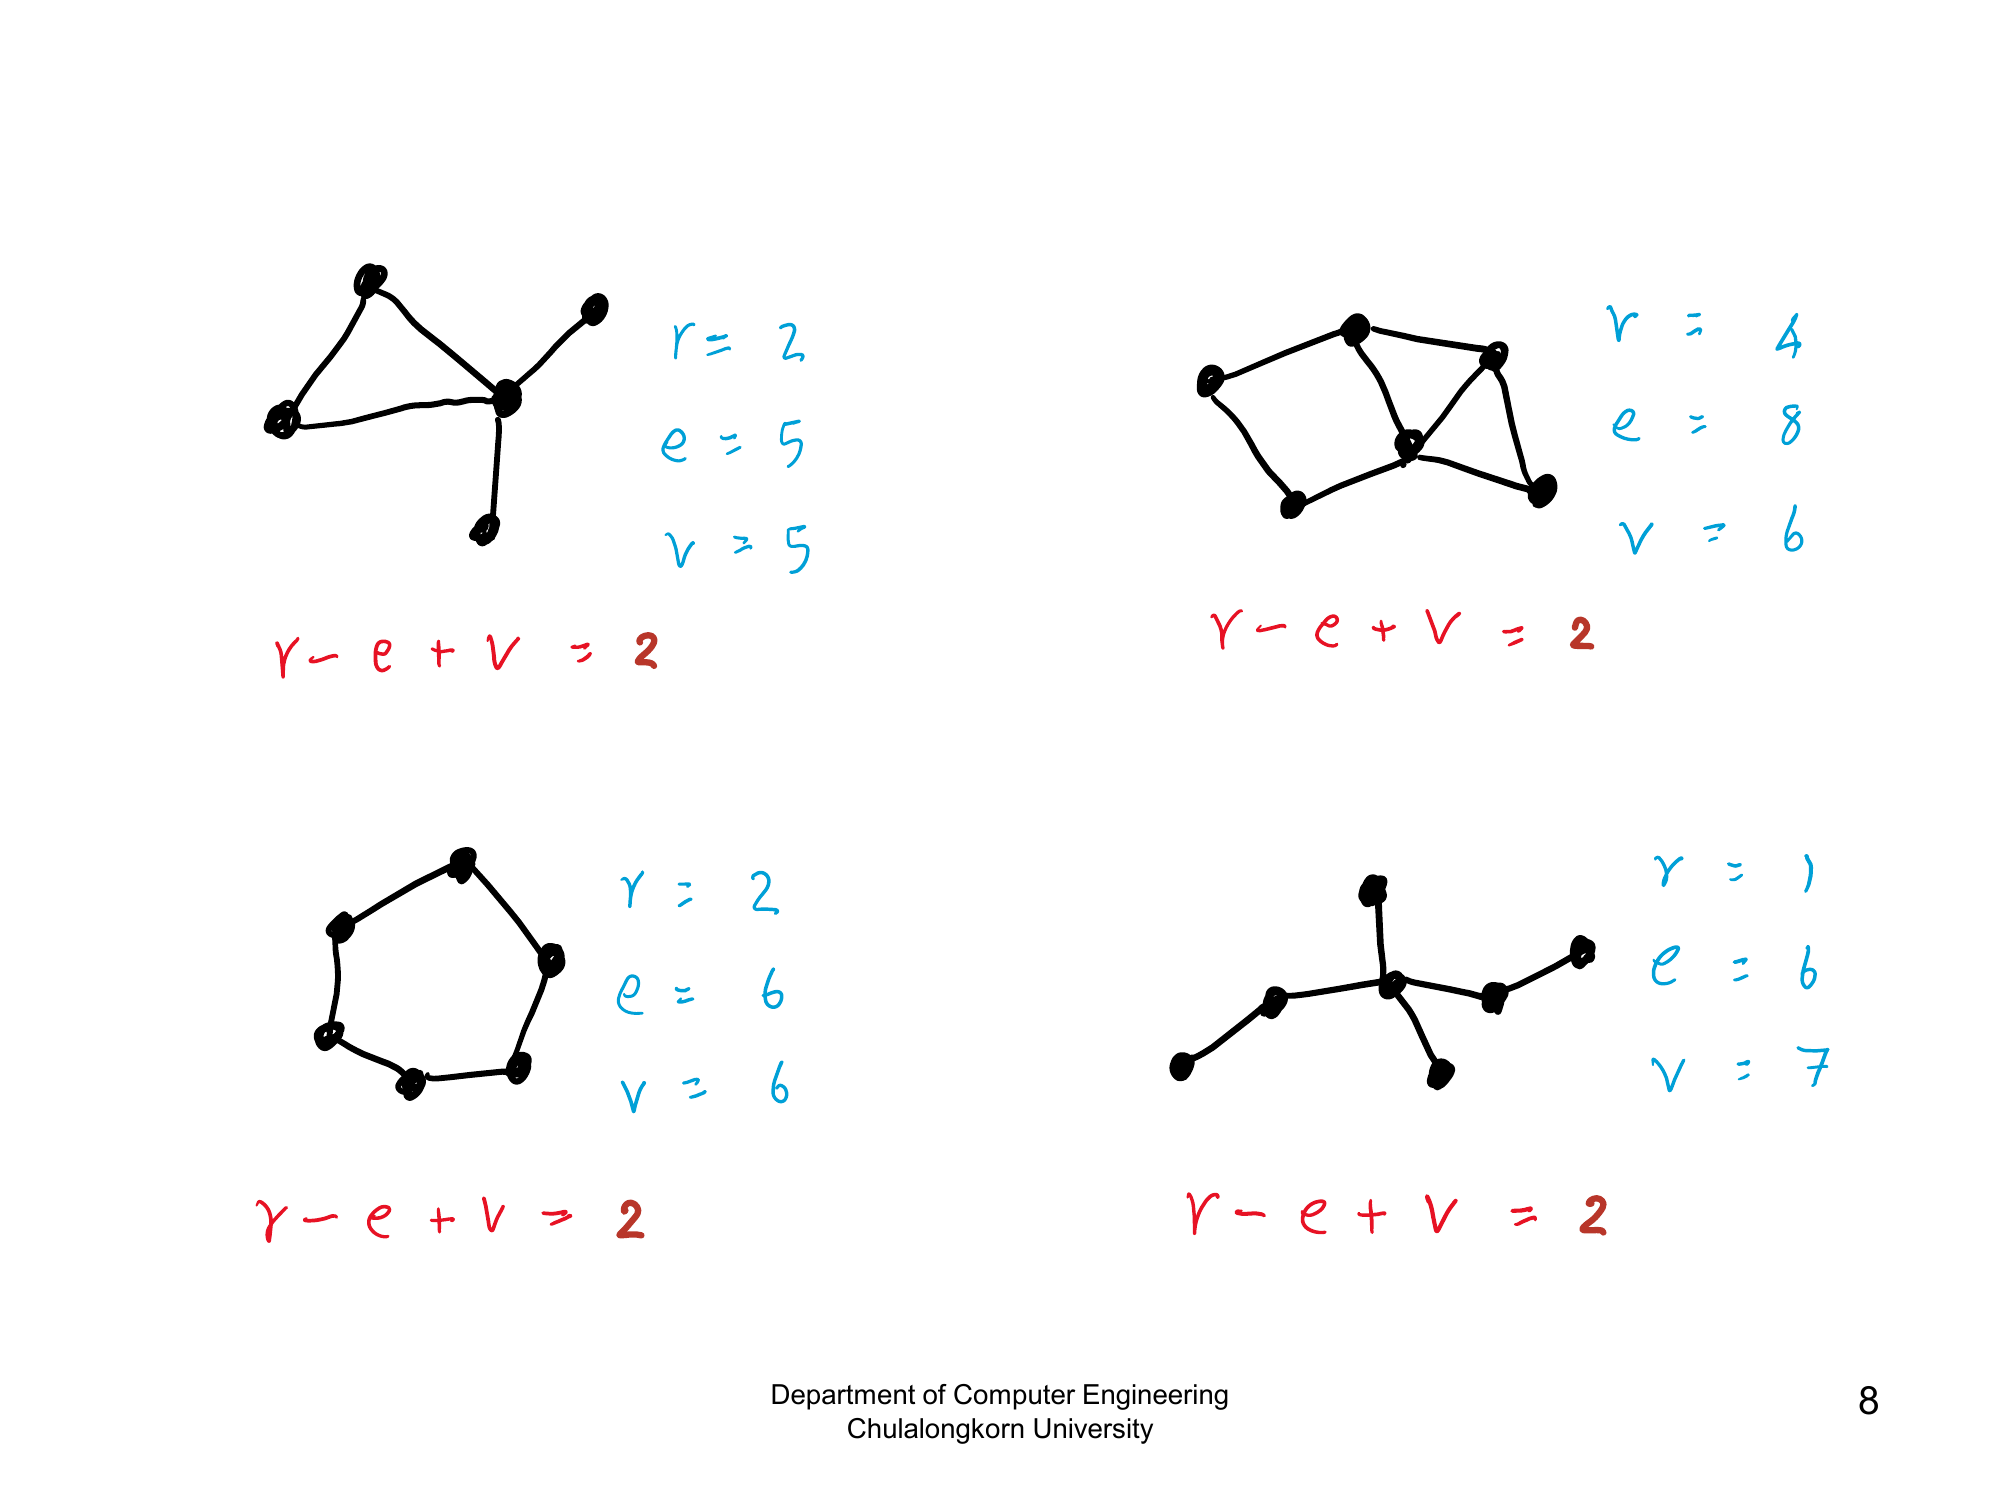 r = 2
e = 5
v = 5
r - e + v = 2
r = 4
e = 8
v = 6
r - e + v = 2
r = 2
e = 6
v = 6
r - e + v = 2
r = 1
e = 6
v = 7
r - e + v = 2
Department of Computer Engineering
Chulalongkorn University
8